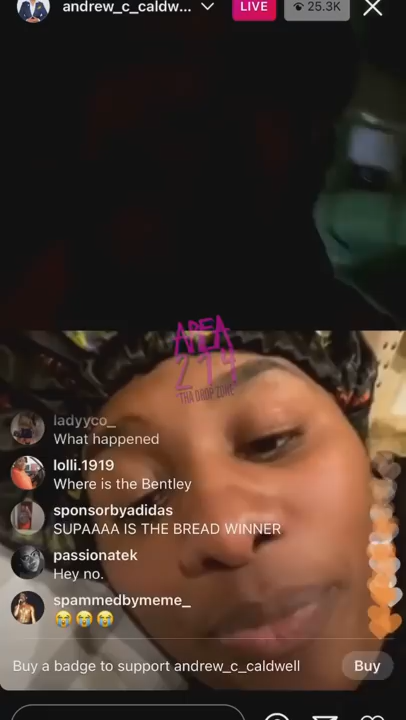 andrew_c_caldw...
LIVE
25.3K
AREA
219
"THA DROP ZONE"
ladyyco_
What happened
lolli.1919
Where is the Bentley
sponsorbyadidas
SUPAAAA IS THE BREAD WINNER
passionatek
Hey no.
spammedbymeme_
😭😭😭
Buy a badge to support andrew_c_caldwell
Buy